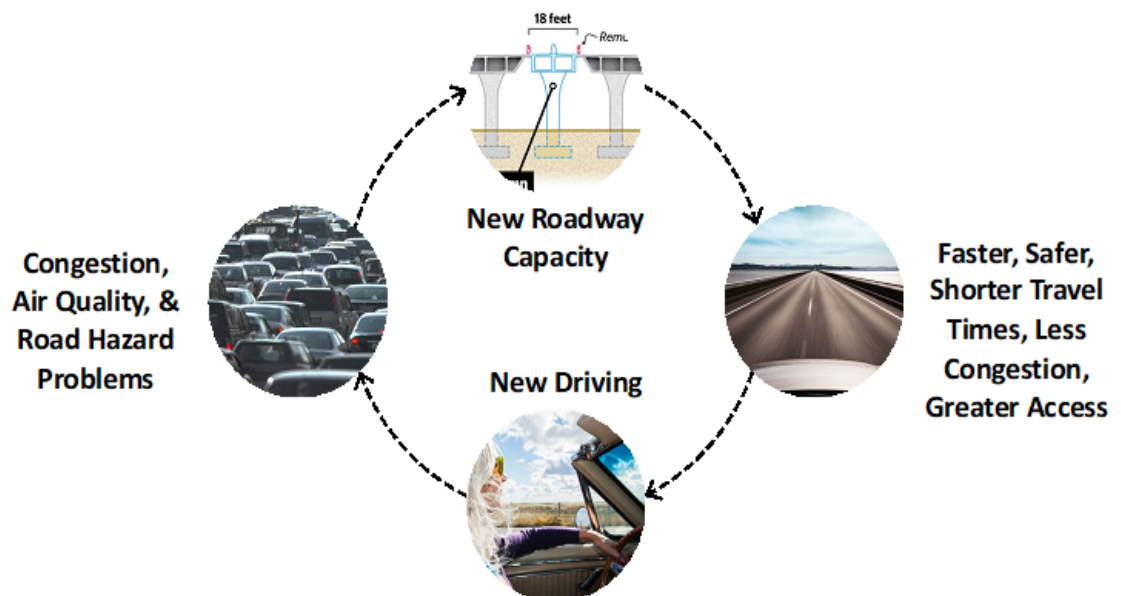 18 feet
New Roadway
Capacity
Faster, Safer,
Shorter Travel
Times, Less
Congestion,
Greater Access
New Driving
Congestion,
Air Quality, &
Road Hazard
Problems